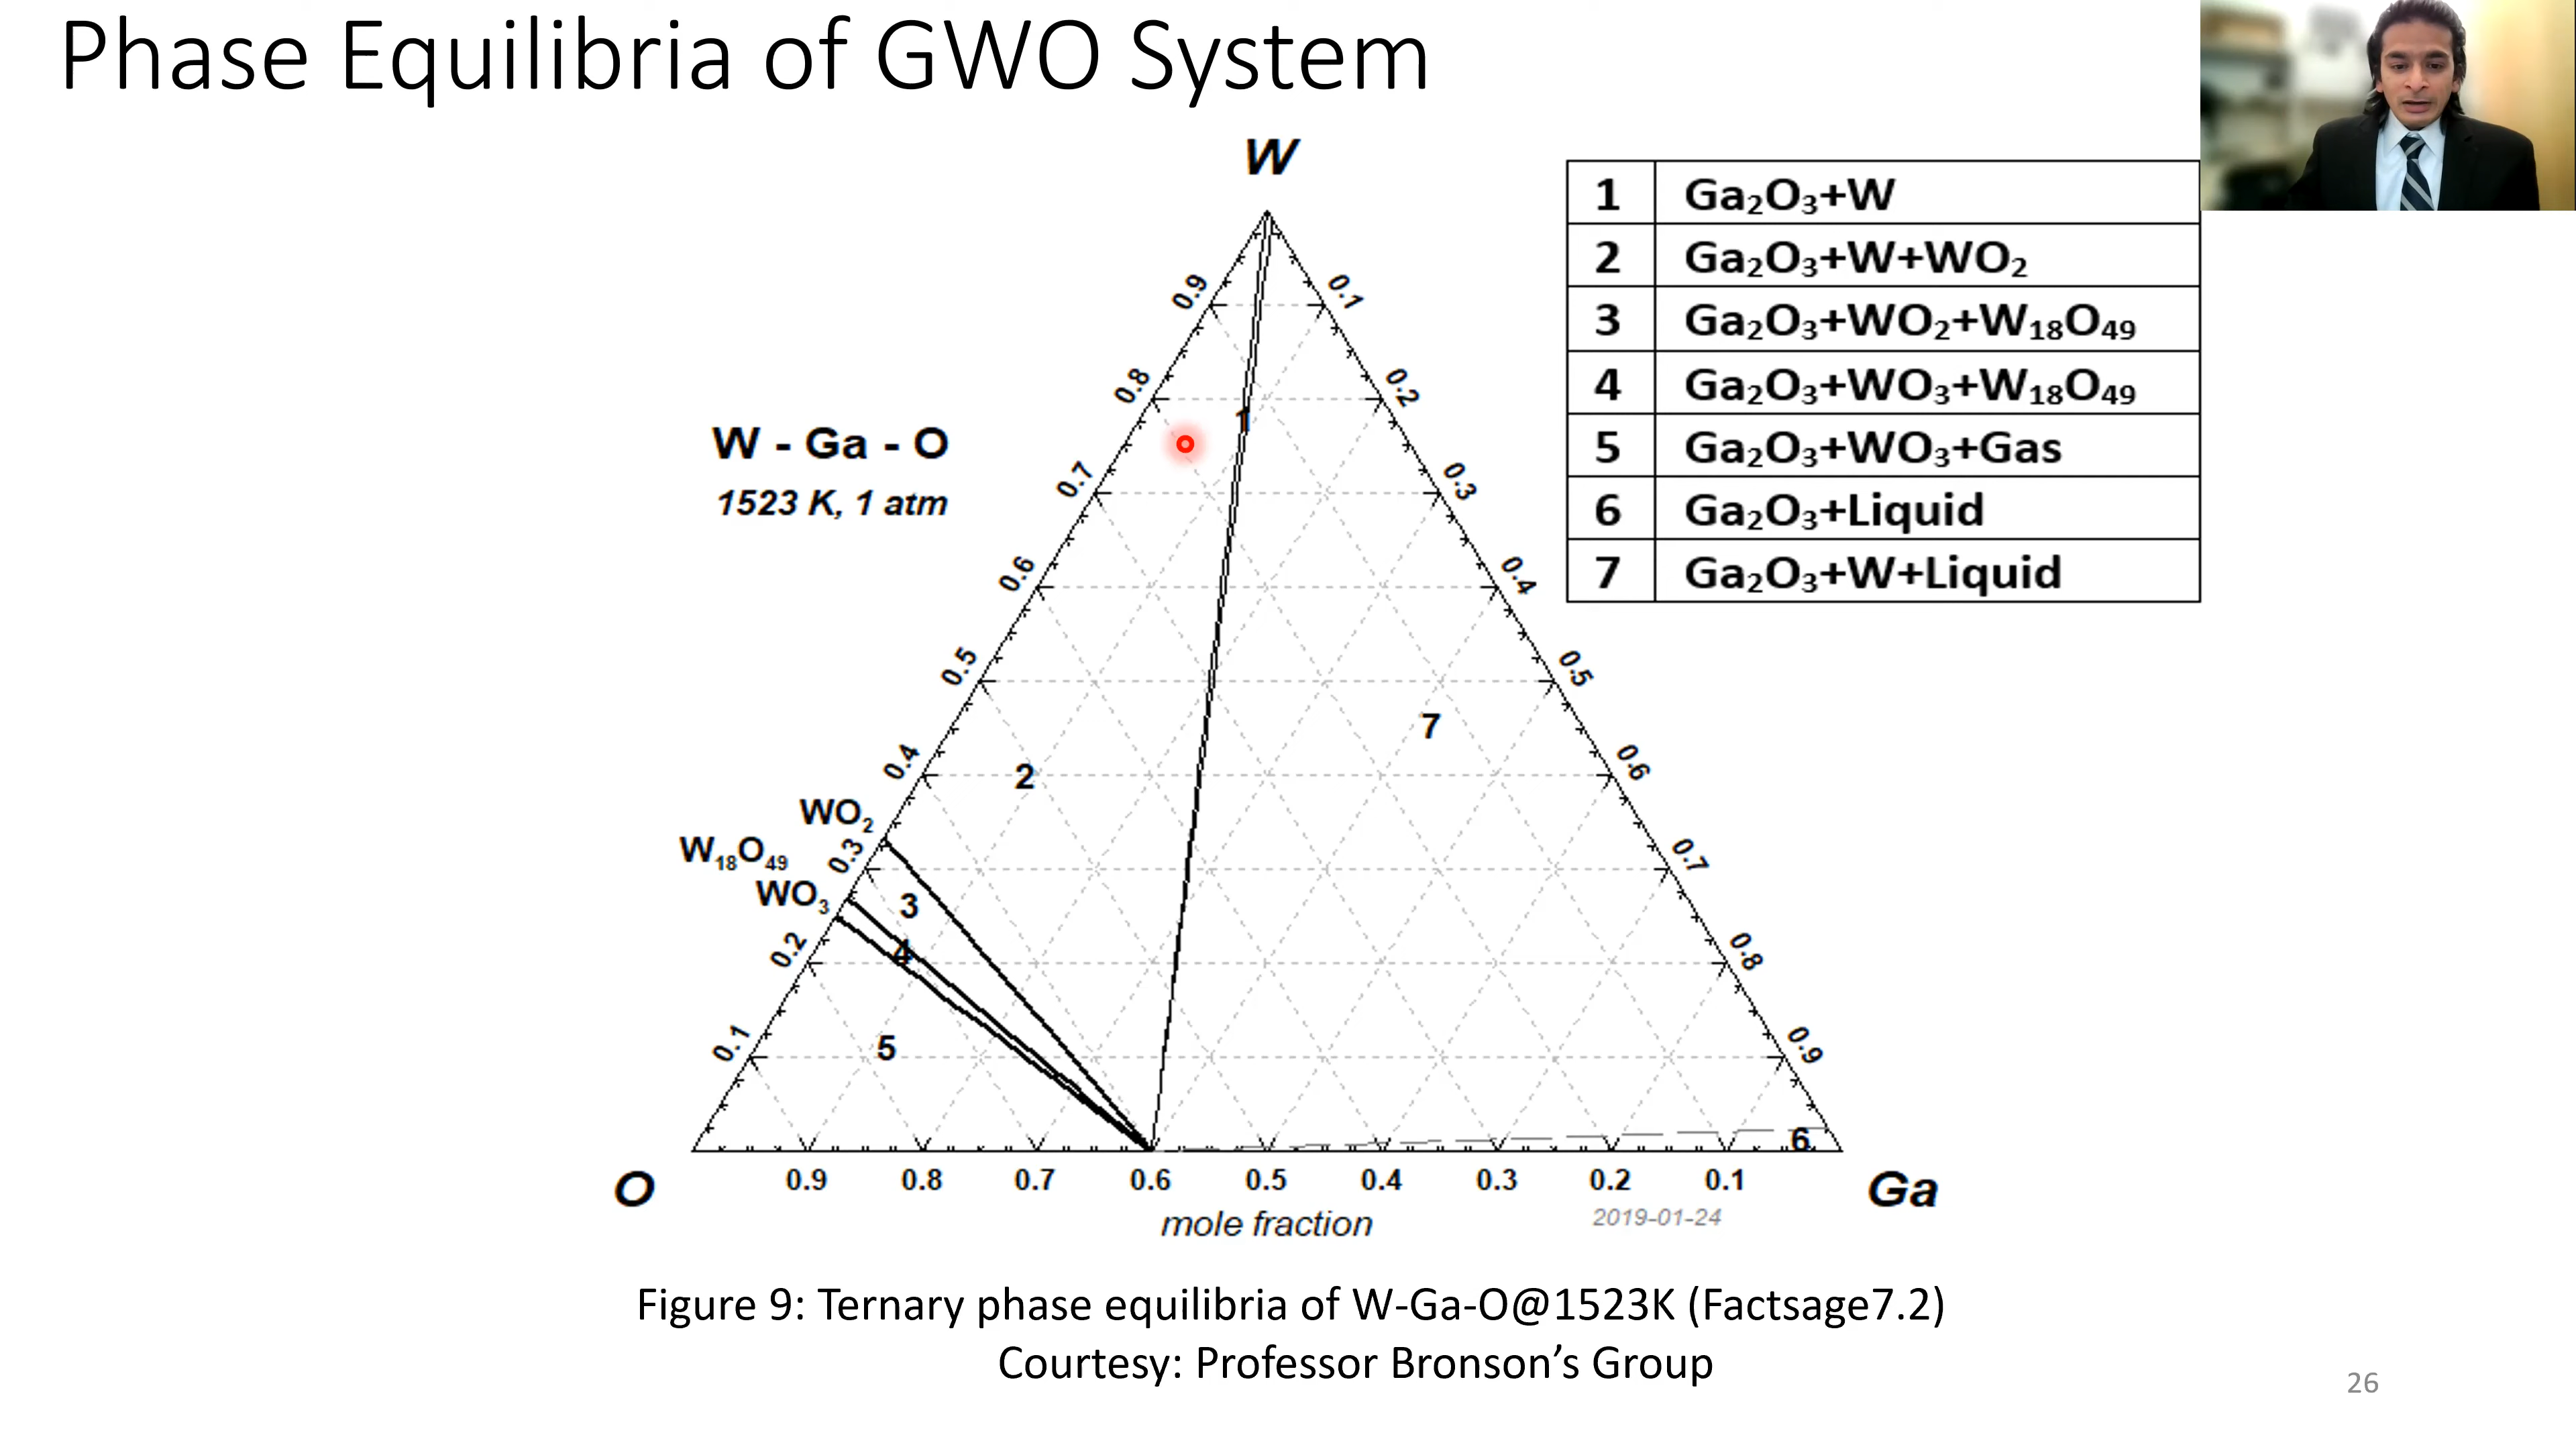 Phase Equilibria of GWO System
W
1 Ga₂O₃+W
2 Ga₂O₃+W+WO₂
3 Ga₂O₃+WO₂+W₁₈O₄₉
4 Ga₂O₃+WO₃+W₁₈O₄₉
5 Ga₂O₃+WO₃+Gas
6 Ga₂O₃+Liquid
7 Ga₂O₃+W+Liquid
W - Ga - O
1523 K, 1 atm
0.9 0.1
0.8 0.2
1
0.7 0.3
0.6 0.4
0.5 0.5
7
0.4 0.6
2
WO₂
W₁₈O₄₉ 0.3 0.7
WO₃ 3
0.2 4 0.8
0.1 5 0.9
6
O 0.9 0.8 0.7 0.6 0.5 0.4 0.3 0.2 0.1 Ga
mole fraction 2019-01-24
Figure 9: Ternary phase equilibria of W-Ga-O@1523K (Factsage7.2)
Courtesy: Professor Bronson’s Group
26